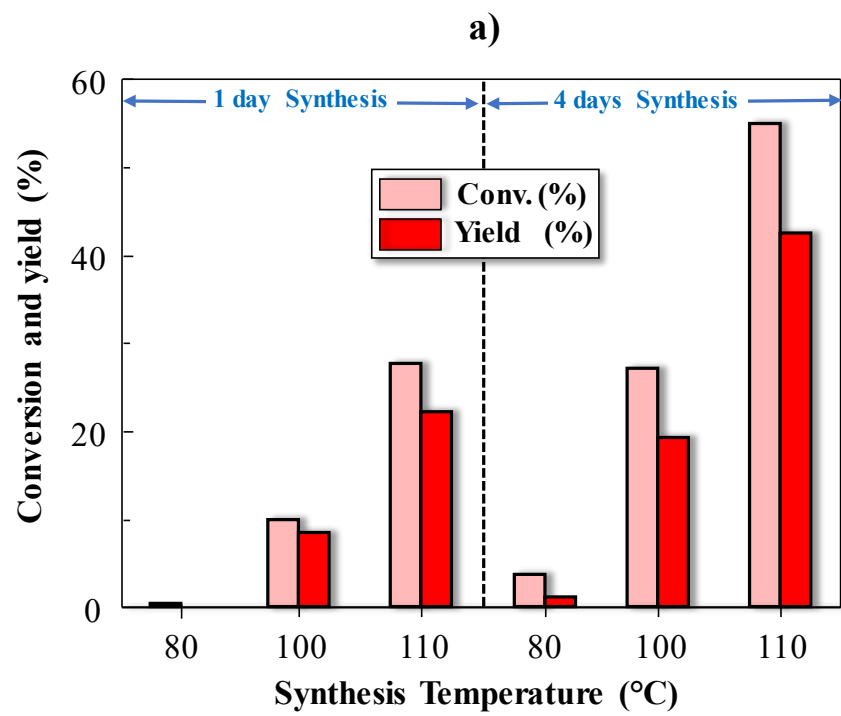 a)
60
1 day Synthesis
4 days Synthesis
Conv. (%)
Yield (%)
40
20
0
Conversion and yield (%)
80
100
110
80
100
110
Synthesis Temperature (°C)